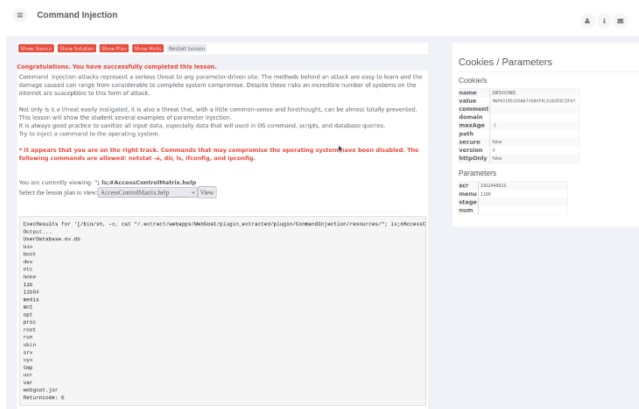 Command Injection
Show Source Show Solution Show Plan Show Hints Restart Lesson
Congratulations. You have successfully completed this lesson.
Command injection attacks represent a serious threat to any parameter-driven site. The methods behind an attack are easy to learn and the
damage caused can range from considerable to complete system compromise. Despite these risks an incredible number of systems on the
internet are susceptible to this form of attack.
Not only is it a threat easily instigated, it is also a threat that, with a little common-sense and forethought, can be almost totally prevented.
This lesson will show the student several examples of parameter injection.
It is always good practice to sanitize all input data, especially data that will used in OS command, scripts, and database queries.
Try to inject a command to the operating system.
* It appears that you are on the right track. Commands that may compromise the operating system have been disabled. The
following commands are allowed: netstat -a, dir, ls, ifconfig, and ipconfig.
You are currently viewing: "; ls;#AccessControlMatrix.help
Select the lesson plan to view: AccessControlMatrix.help View
ExecResults for '[/bin/sh, -c, cat "/.extract/webapps/WebGoat/plugin_extracted/plugin/CommandInjection/resources/"; ls;#AccessC
Output...
UserDatabase.mv.db
bin
boot
dev
etc
home
lib
lib64
media
mnt
opt
proc
root
run
sbin
srv
sys
tmp
usr
var
webgoat.jar
Returncode: 0
Cookies / Parameters
Cookie/s
name JSESSIONID
value
comment
domain
maxAge -1
path
secure false
version 0
httpOnly false
Parameters
scr
menu 1100
stage
num